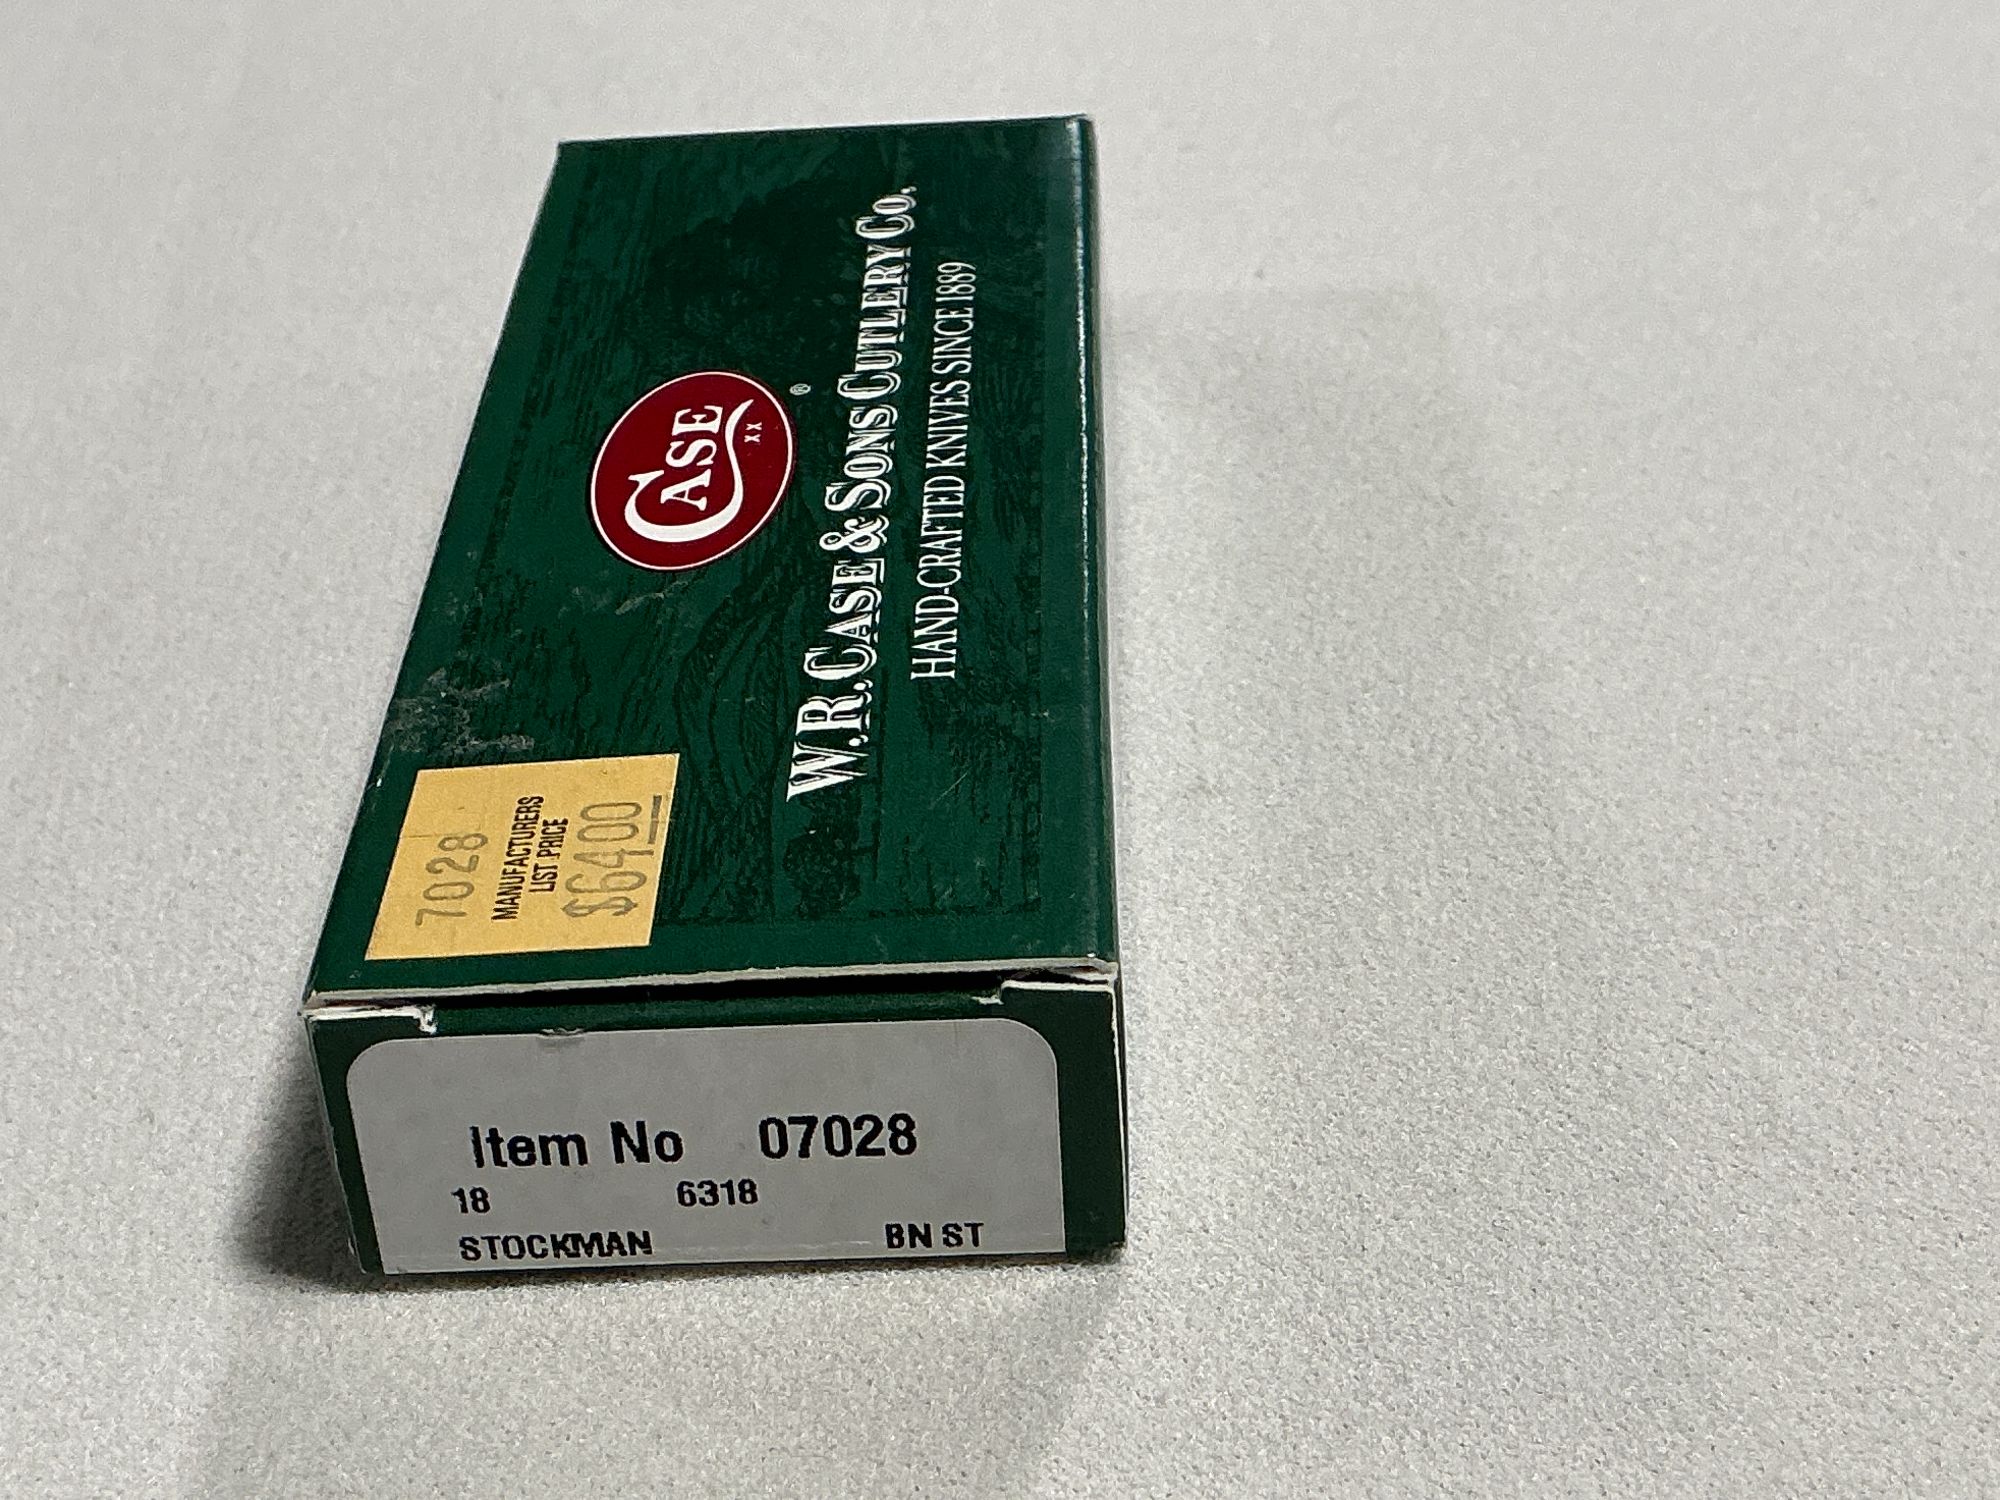 CASE
XX
®
W.R. CASE & SONS CUTLERY CO.
HAND-CRAFTED KNIVES SINCE 1889
7028
MANUFACTURERS
LIST PRICE
$6400
Item No 07028
18 6318
STOCKMAN BN ST